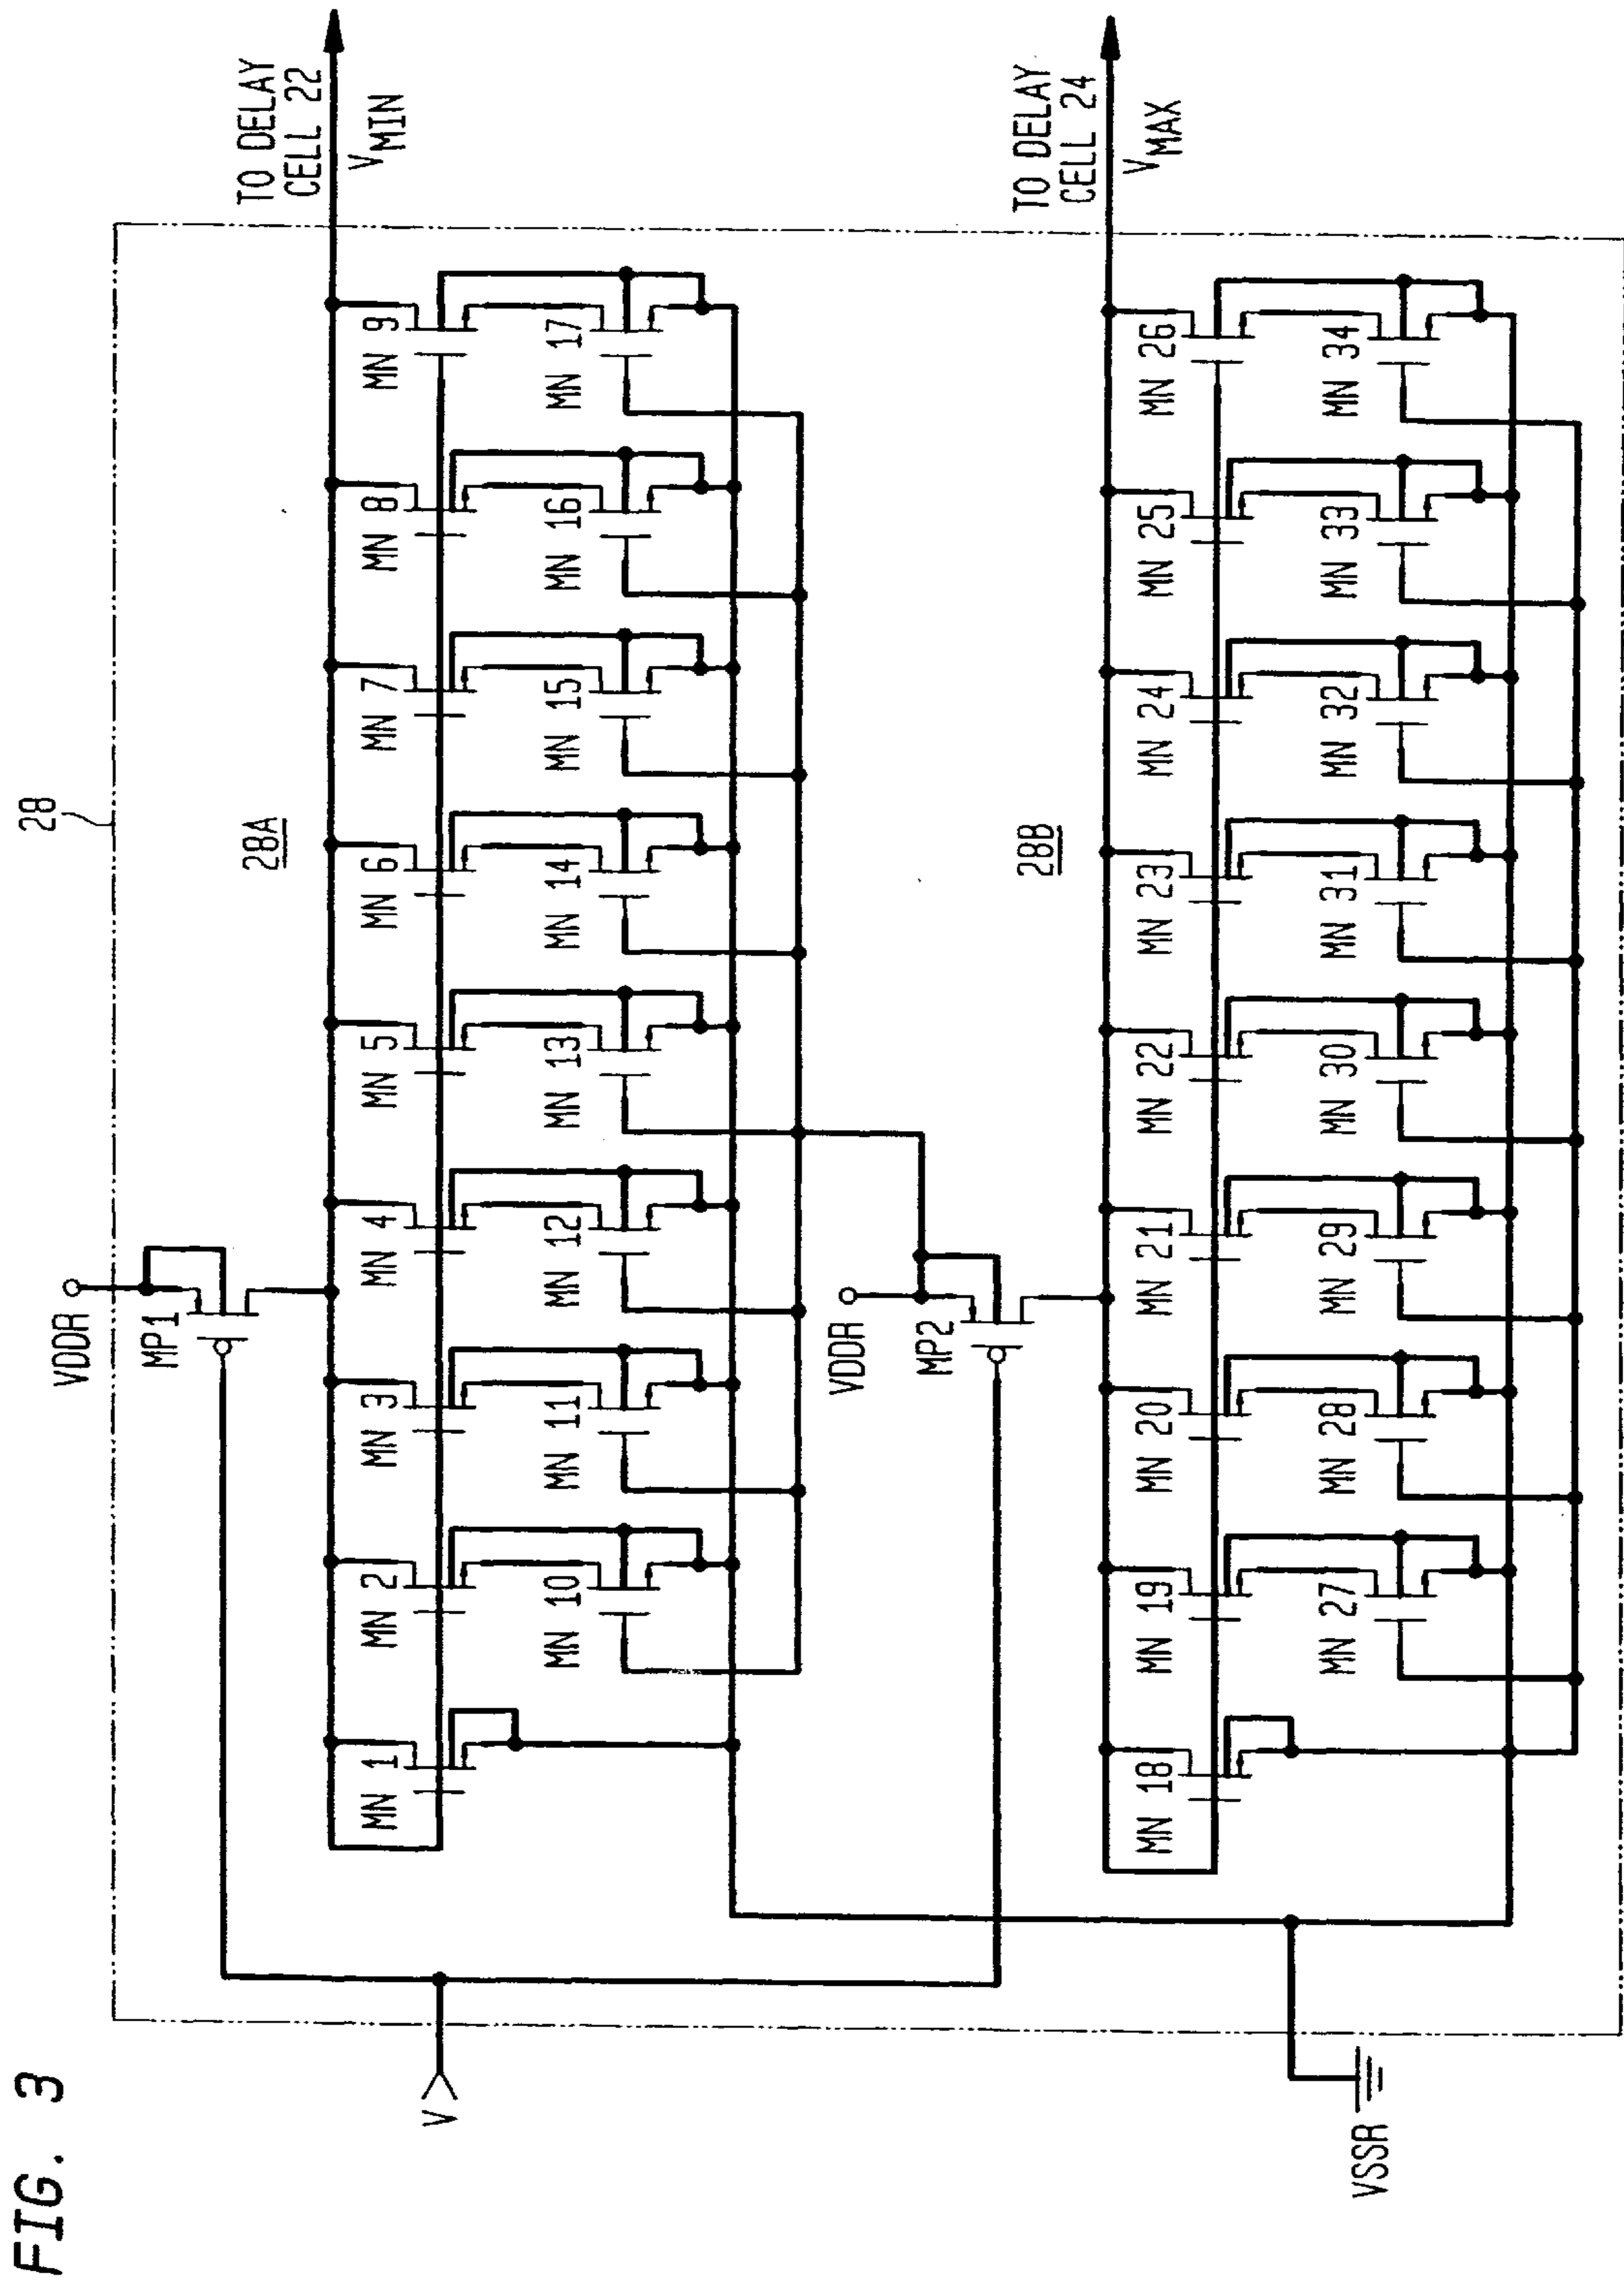 FIG. 3
28
VDDR
MP1
28A
TO DELAY
CELL 22
VMIN
MN 1
MN 2
MN 3
MN 4
MN 5
MN 6
MN 7
MN 8
MN 9
MN 10
MN 11
MN 12
MN 13
MN 14
MN 15
MN 16
MN 17
V
VDDR
MP2
28B
TO DELAY
CELL 24
VMAX
MN 18
MN 19
MN 20
MN 21
MN 22
MN 23
MN 24
MN 25
MN 26
MN 27
MN 28
MN 29
MN 30
MN 31
MN 32
MN 33
MN 34
VSSR